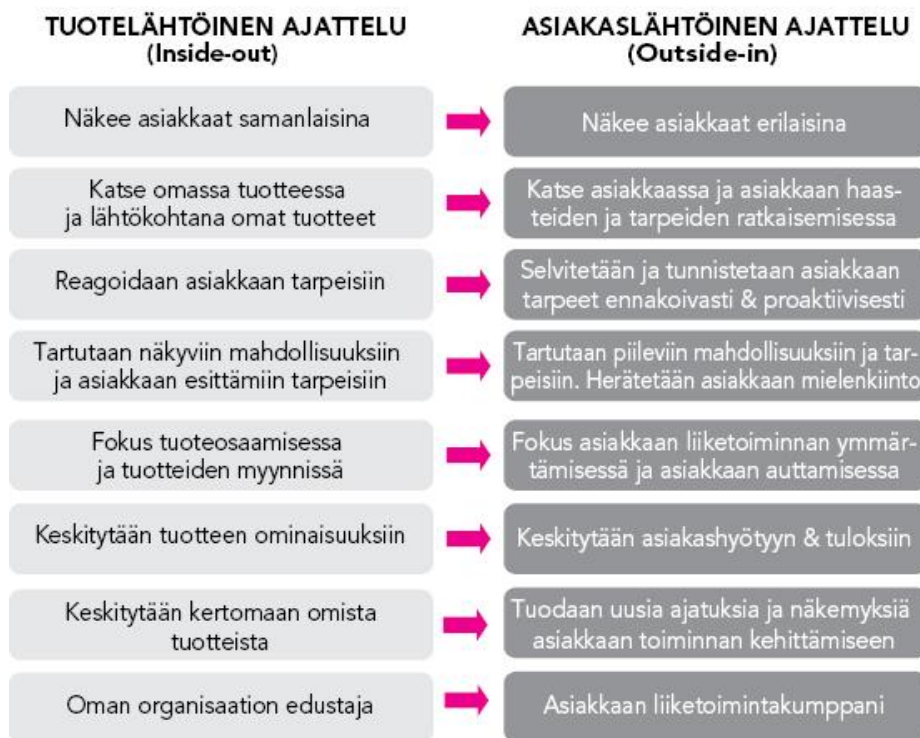 TUOTELÄHTÖINEN AJATTELU
(Inside-out)
ASIAKASLÄHTÖINEN AJATTELU
(Outside-in)
Näkee asiakkaat samanlaisina
Näkee asiakkaat erilaisina
Katse omassa tuotteessa
ja lähtökohtana omat tuotteet
Katse asiakkaassa ja asiakkaan haas-
teiden ja tarpeiden ratkaisemisessa
Reagoidaan asiakkaan tarpeisiin
Selvitetään ja tunnistetaan asiakkaan
tarpeet ennakoivasti & proaktiivisesti
Tartutaan näkyviin mahdollisuuksiin
ja asiakkaan esittämiin tarpeisiin
Tartutaan piileviin mahdollisuuksiin ja tar-
peisiin. Herätetään asiakkaan mielenkiinto
Fokus tuoteosaamisessa
ja tuotteiden myynnissä
Fokus asiakkaan liiketoiminnan ymmär-
tämisessä ja asiakkaan auttamisessa
Keskitytään tuotteen ominaisuuksiin
Keskitytään asiakashyötyyn & tuloksiin
Keskitytään kertomaan omista
tuotteista
Tuodaan uusia ajatuksia ja näkemyksiä
asiakkaan toiminnan kehittämiseen
Oman organisaation edustaja
Asiakkaan liiketoimintakumppani